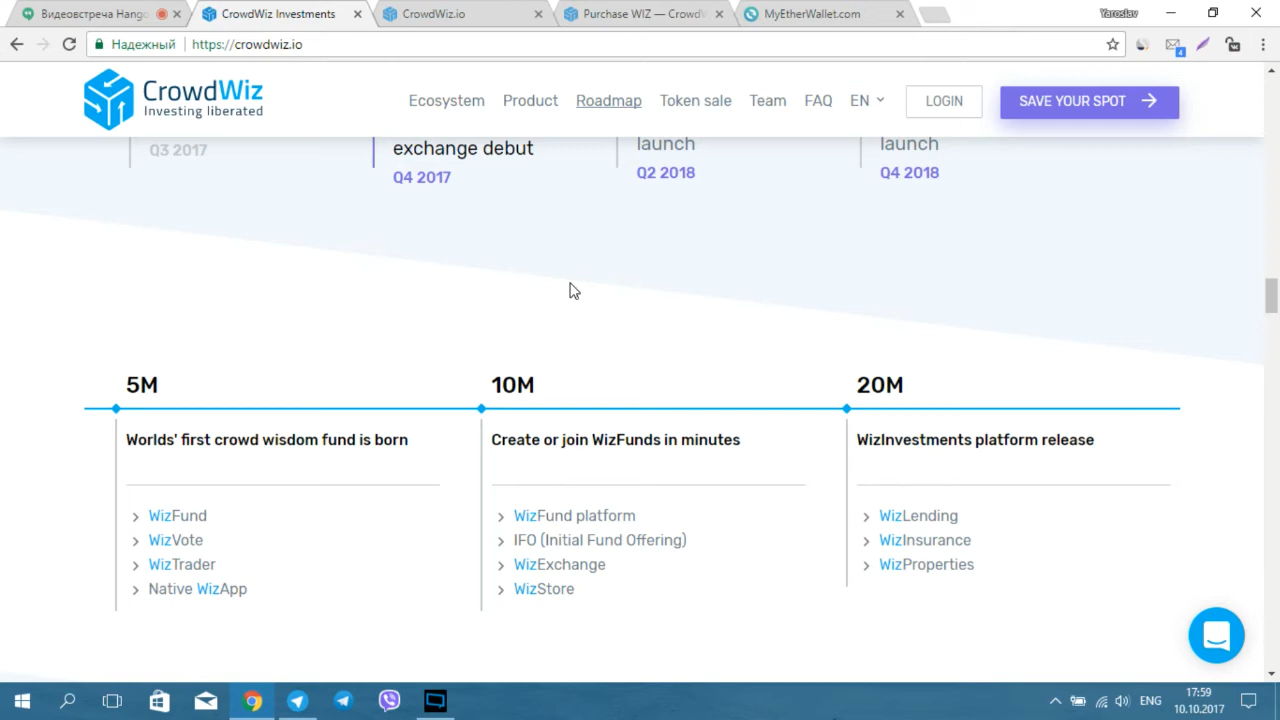 Видеовстреча Hango
CrowdWiz Investments
CrowdWiz.io
Purchase WIZ — CrowdW
MyEtherWallet.com
Yaroslav
Надежный
https://crowdwiz.io
4
CrowdWiz
Investing liberated
Ecosystem
Product
Roadmap
Token sale
Team
FAQ
EN
LOGIN
SAVE YOUR SPOT
Q3 2017
exchange debut
Q4 2017
launch
Q2 2018
launch
Q4 2018
5M
Worlds' first crowd wisdom fund is born
WizFund
WizVote
WizTrader
Native WizApp
10M
Create or join WizFunds in minutes
WizFund platform
IFO (Initial Fund Offering)
WizExchange
WizStore
20M
WizInvestments platform release
WizLending
WizInsurance
WizProperties
ENG
17:59
10.10.2017